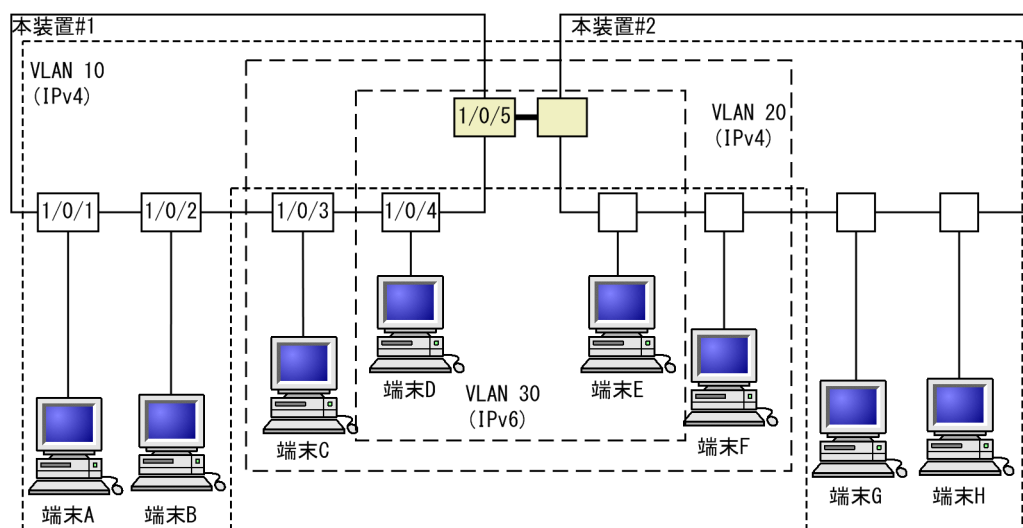 本装置#1
本装置#2
VLAN 10
(IPv4)
VLAN 20
(IPv4)
1/0/5
1/0/1
1/0/2
1/0/3
1/0/4
VLAN 30
(IPv6)
端末A
端末B
端末C
端末D
端末E
端末F
端末G
端末H